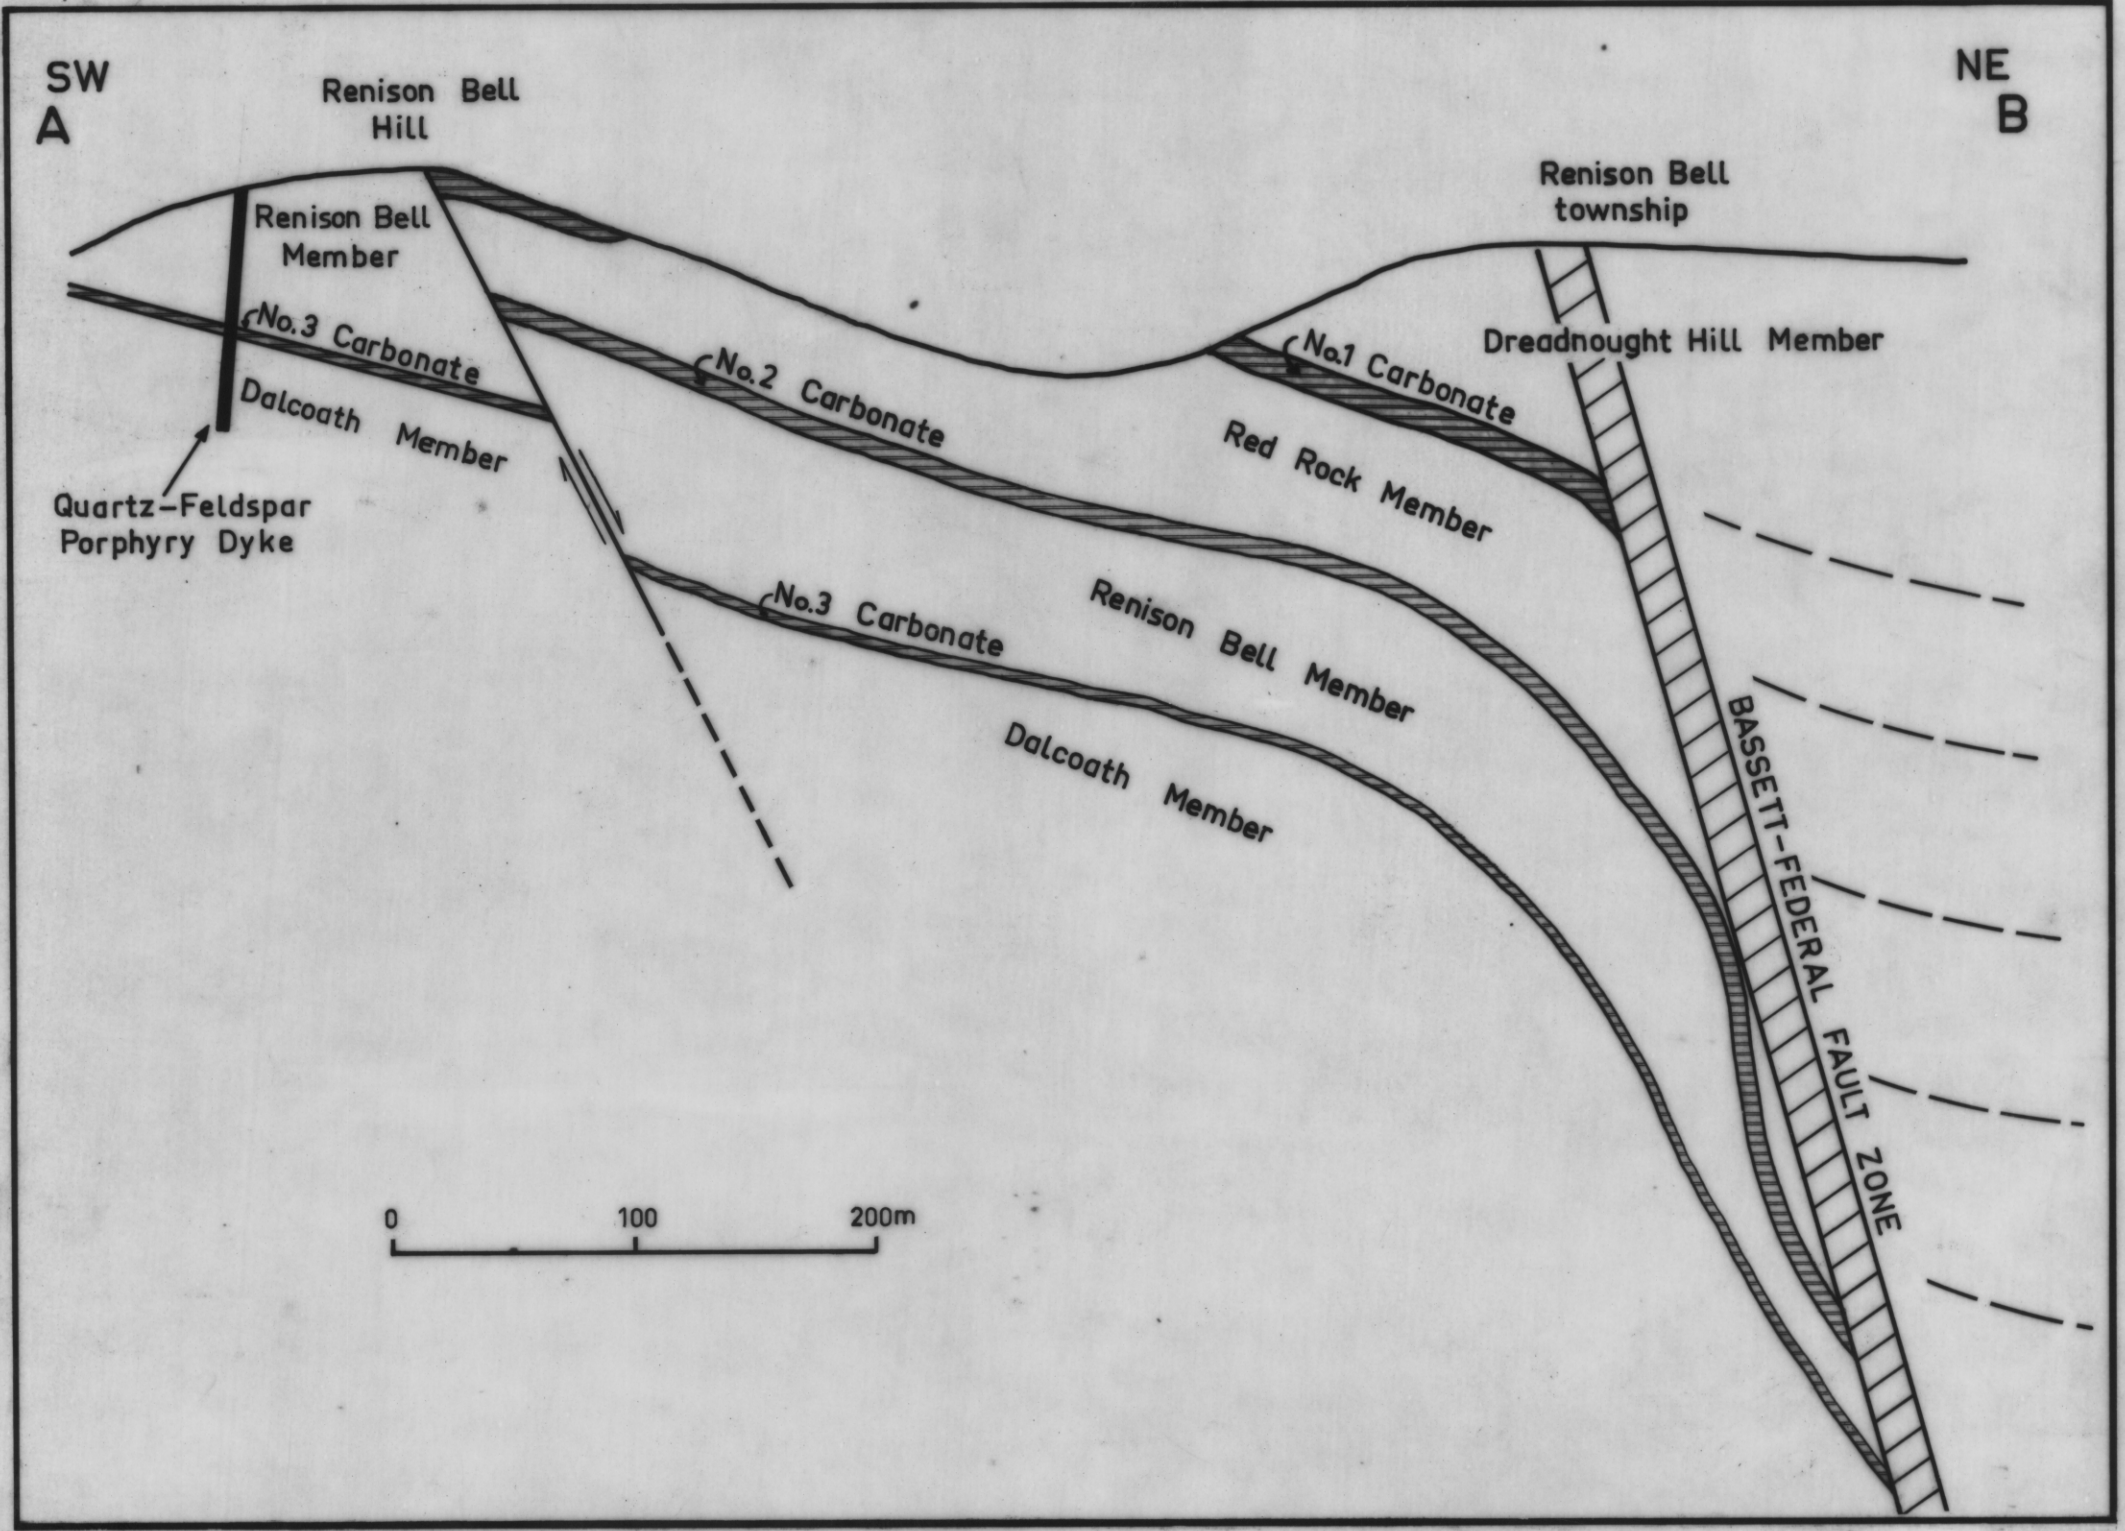 SW
A
NE
B
Renison Bell
Hill
Renison Bell
township
Renison Bell
Member
No.3 Carbonate
Dalcoath Member
Quartz-Feldspar
Porphyry Dyke
No.2 Carbonate
No.1 Carbonate
Dreadnought Hill Member
Red Rock Member
No.3 Carbonate
Renison Bell Member
Dalcoath Member
BASSETT-FEDERAL FAULT ZONE
0 100 200m